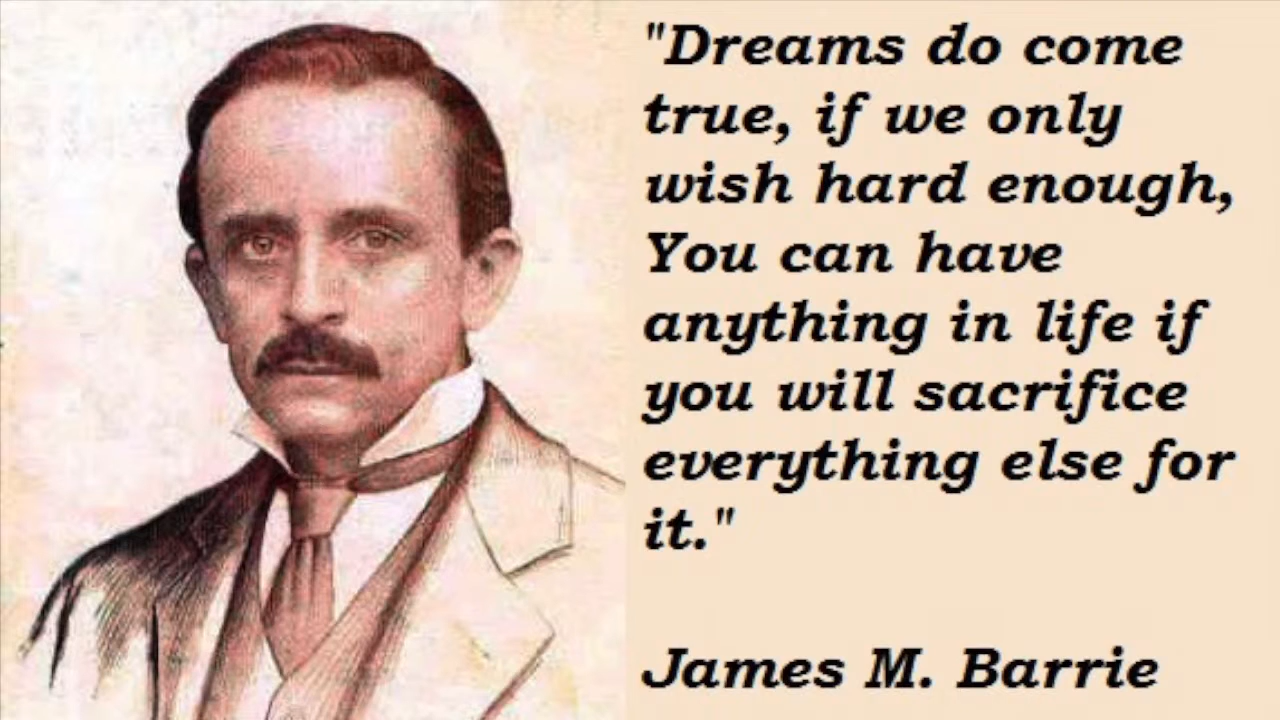 "Dreams do come
true, if we only
wish hard enough,
You can have
anything in life if
you will sacrifice
everything else for
it."
James M. Barrie